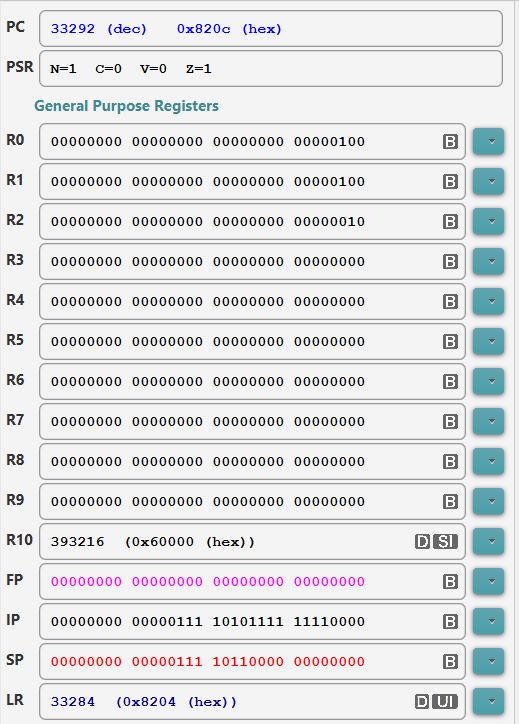 PC 33292 (dec) 0x820c (hex)
PSR N=1 C=0 V=0 Z=1
General Purpose Registers
R0 00000000 00000000 00000000 00000100 B
R1 00000000 00000000 00000000 00000100 B
R2 00000000 00000000 00000000 00000010 B
R3 00000000 00000000 00000000 00000000 B
R4 00000000 00000000 00000000 00000000 B
R5 00000000 00000000 00000000 00000000 B
R6 00000000 00000000 00000000 00000000 B
R7 00000000 00000000 00000000 00000000 B
R8 00000000 00000000 00000000 00000000 B
R9 00000000 00000000 00000000 00000000 B
R10 393216 (0x60000 (hex)) D SI
FP 00000000 00000000 00000000 00000000 B
IP 00000000 00000111 10101111 11110000 B
SP 00000000 00000111 10110000 00000000 B
LR 33284 (0x8204 (hex)) D UI